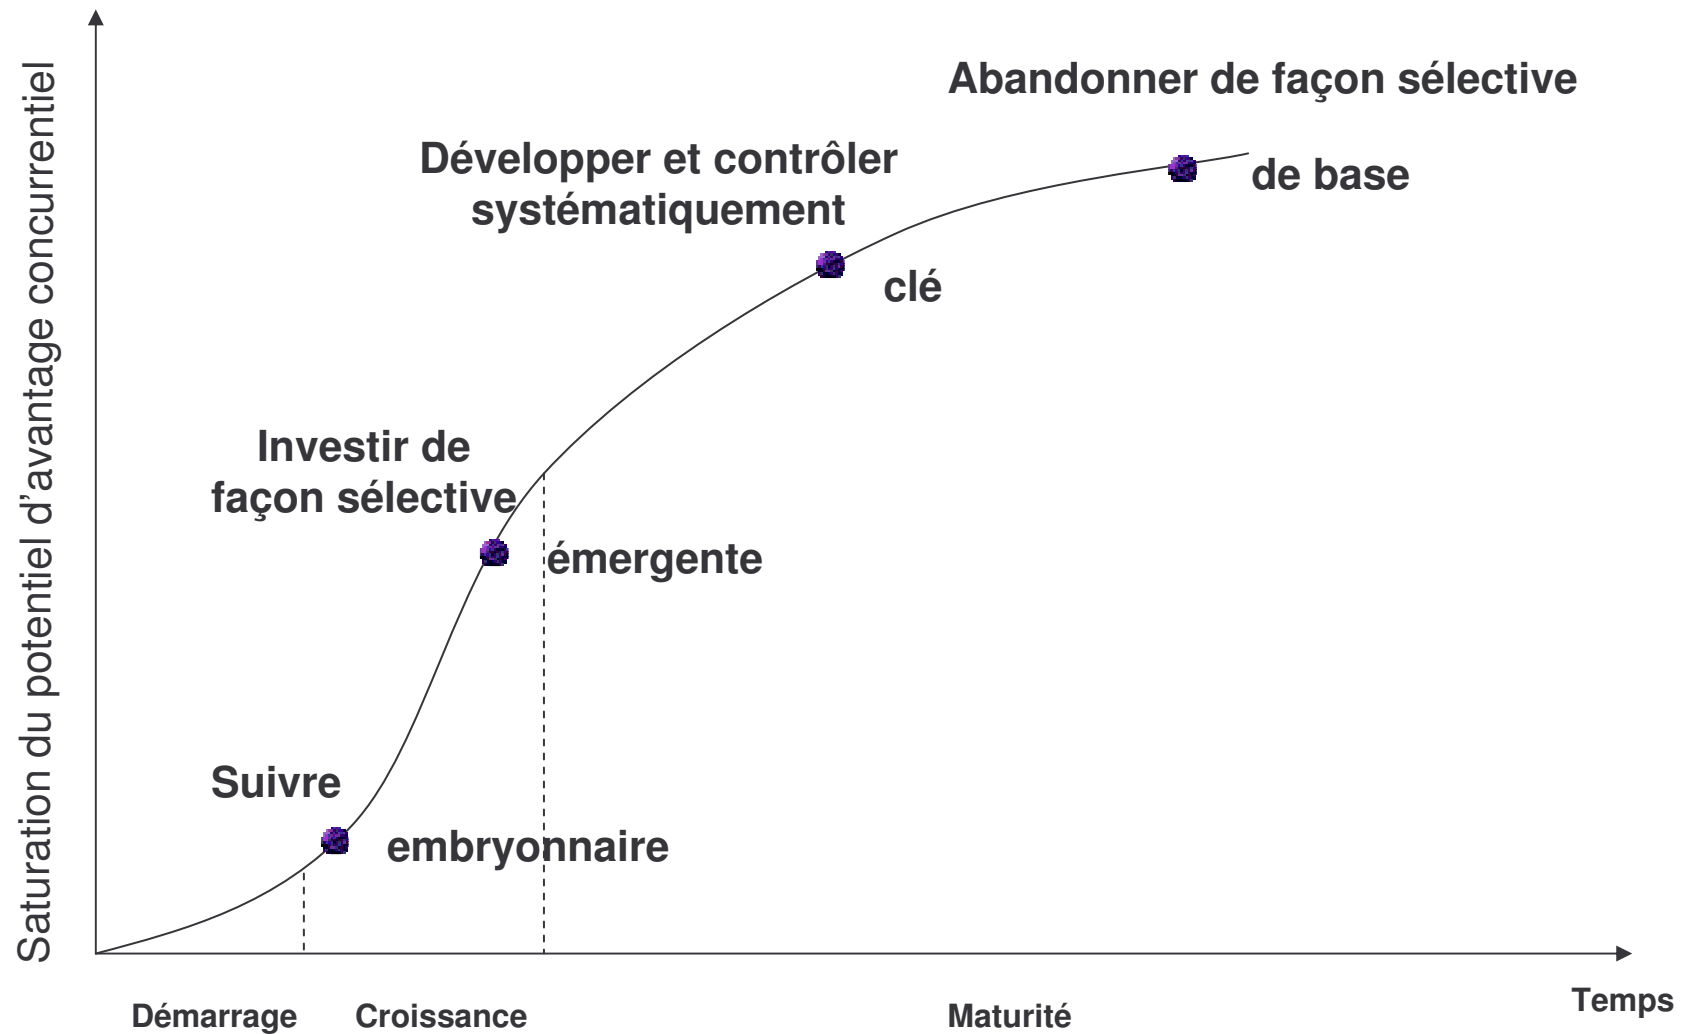 Saturation du potentiel d’avantage concurrentiel
Abandonner de façon sélective
de base
Développer et contrôler
systématiquement
clé
Investir de
façon sélective
émergente
Suivre
embryonnaire
Temps
Démarrage
Croissance
Maturité